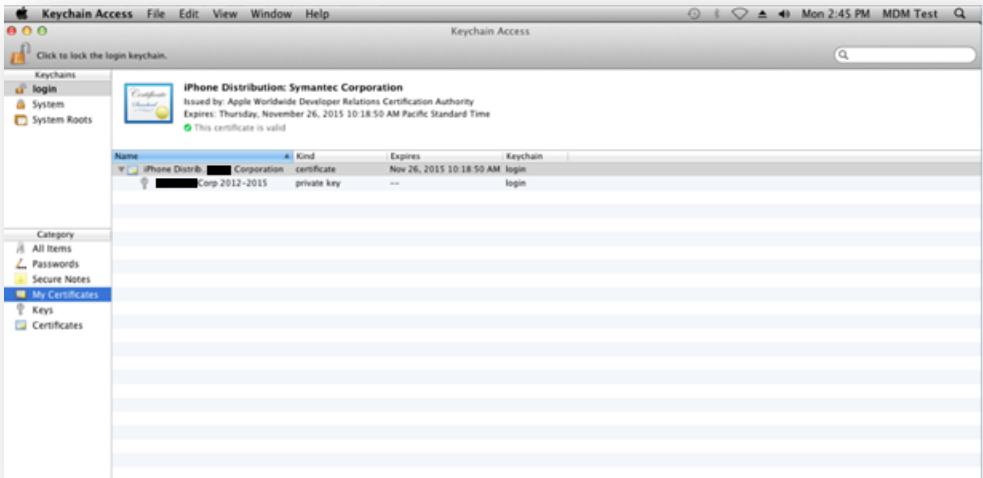 Keychain Access File Edit View Window Help Mon 2:45 PM MDM Test
Keychain Access
Click to lock the login keychain.
Keychains
login
System
System Roots
Certificate
Standard
iPhone Distribution: Symantec Corporation
Issued by: Apple Worldwide Developer Relations Certification Authority
Expires: Thursday, November 26, 2015 10:18:50 AM Pacific Standard Time
This certificate is valid
Name Kind Expires Keychain
iPhone Distrib. Corporation certificate Nov 26, 2015 10:18:50 AM login
Corp 2012-2015 private key -- login
Category
All Items
Passwords
Secure Notes
My Certificates
Keys
Certificates